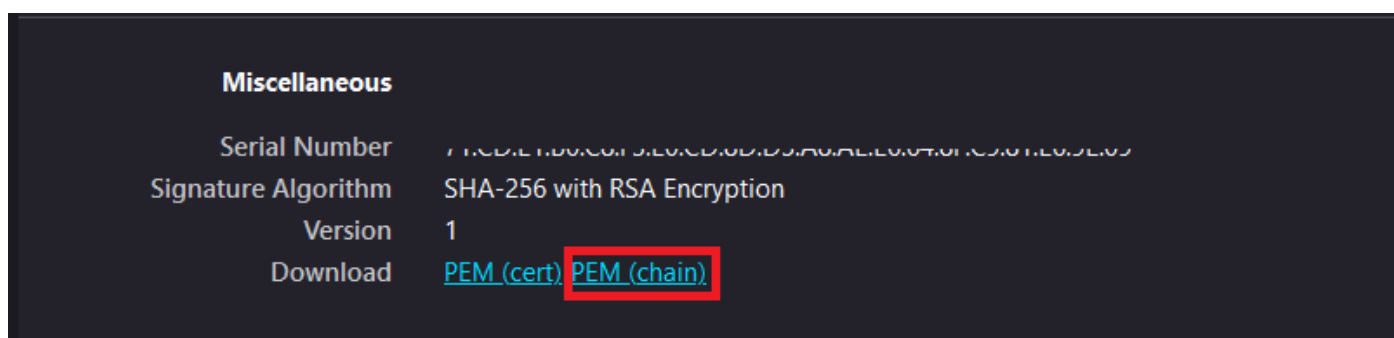 Miscellaneous
Serial Number
Signature Algorithm SHA-256 with RSA Encryption
Version 1
Download PEM (cert) PEM (chain)